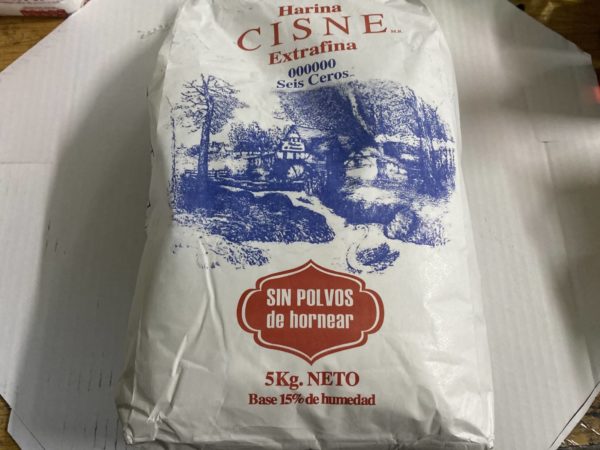 Harina
CISNE M.R.
Extrafina
000000
Seis Ceros
SIN POLVOS
de hornear
5Kg. NETO
Base 15% de humedad